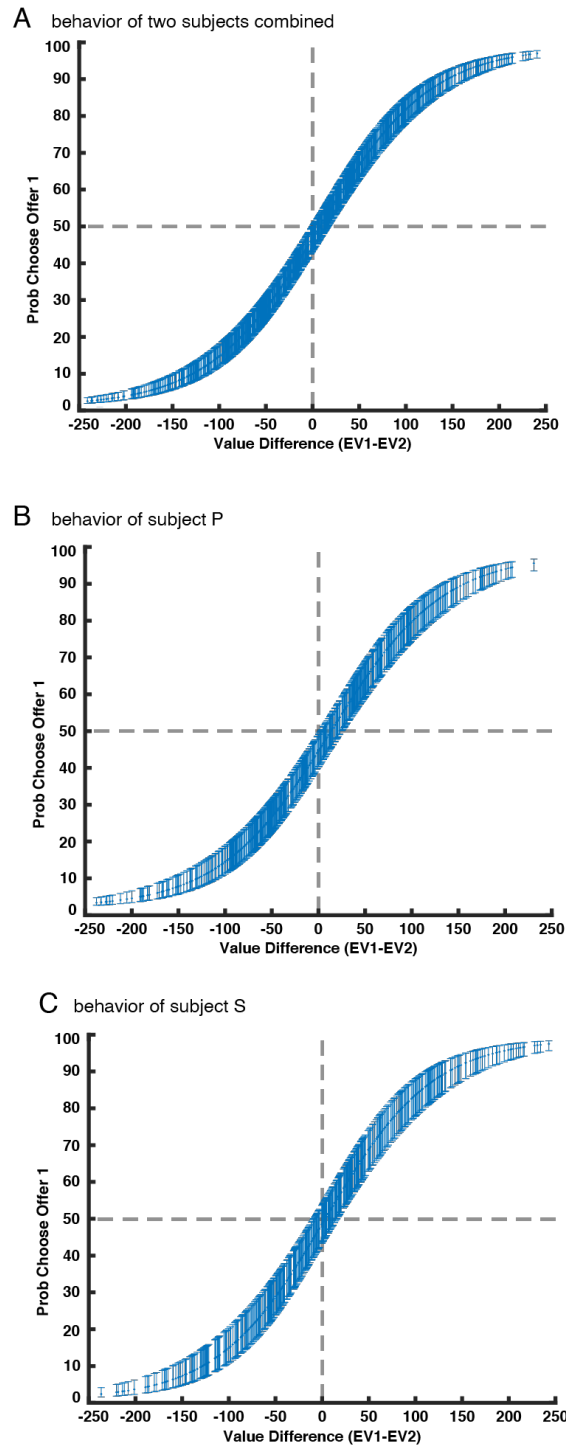 A behavior of two subjects combined
100
90
80
70
60
50
40
30
20
10
0
Prob Choose Offer 1
-250 -200 -150 -100 -50 0 50 100 150 200 250
Value Difference (EV1-EV2)
B behavior of subject P
100
90
80
70
60
50
40
30
20
10
0
Prob Choose Offer 1
-250 -200 -150 -100 -50 0 50 100 150 200 250
Value Difference (EV1-EV2)
C behavior of subject S
100
90
80
70
60
50
40
30
20
10
0
Prob Choose Offer 1
-250 -200 -150 -100 -50 0 50 100 150 200 250
Value Difference (EV1-EV2)